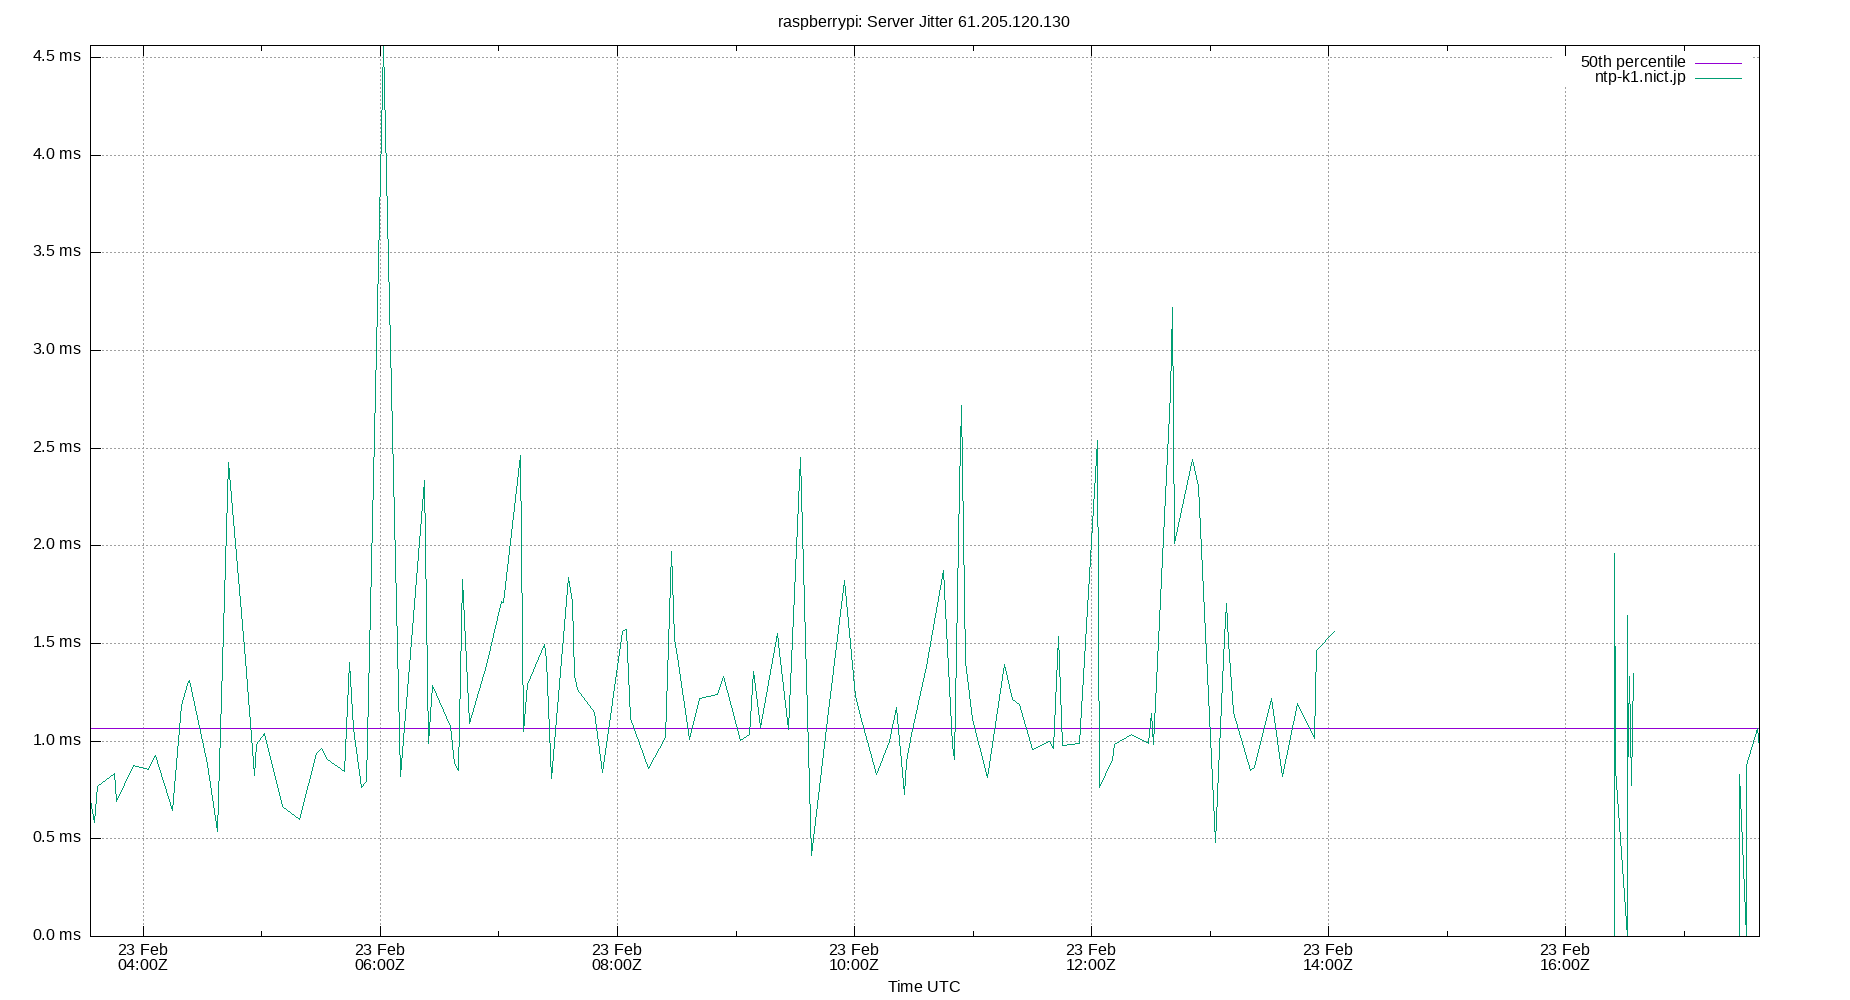 raspberrypi: Server Jitter 61.205.120.130
4.5 ms
4.0 ms
3.5 ms
3.0 ms
2.5 ms
2.0 ms
1.5 ms
1.0 ms
0.5 ms
0.0 ms
50th percentile
ntp-k1.nict.jp
23 Feb
04:00Z
23 Feb
06:00Z
23 Feb
08:00Z
23 Feb
10:00Z
23 Feb
12:00Z
23 Feb
14:00Z
23 Feb
16:00Z
Time UTC